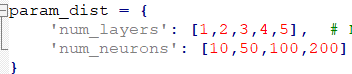 param_dist = {
    'num_layers': [1,2,3,4,5],  #
    'num_neurons': [10,50,100,200]
}